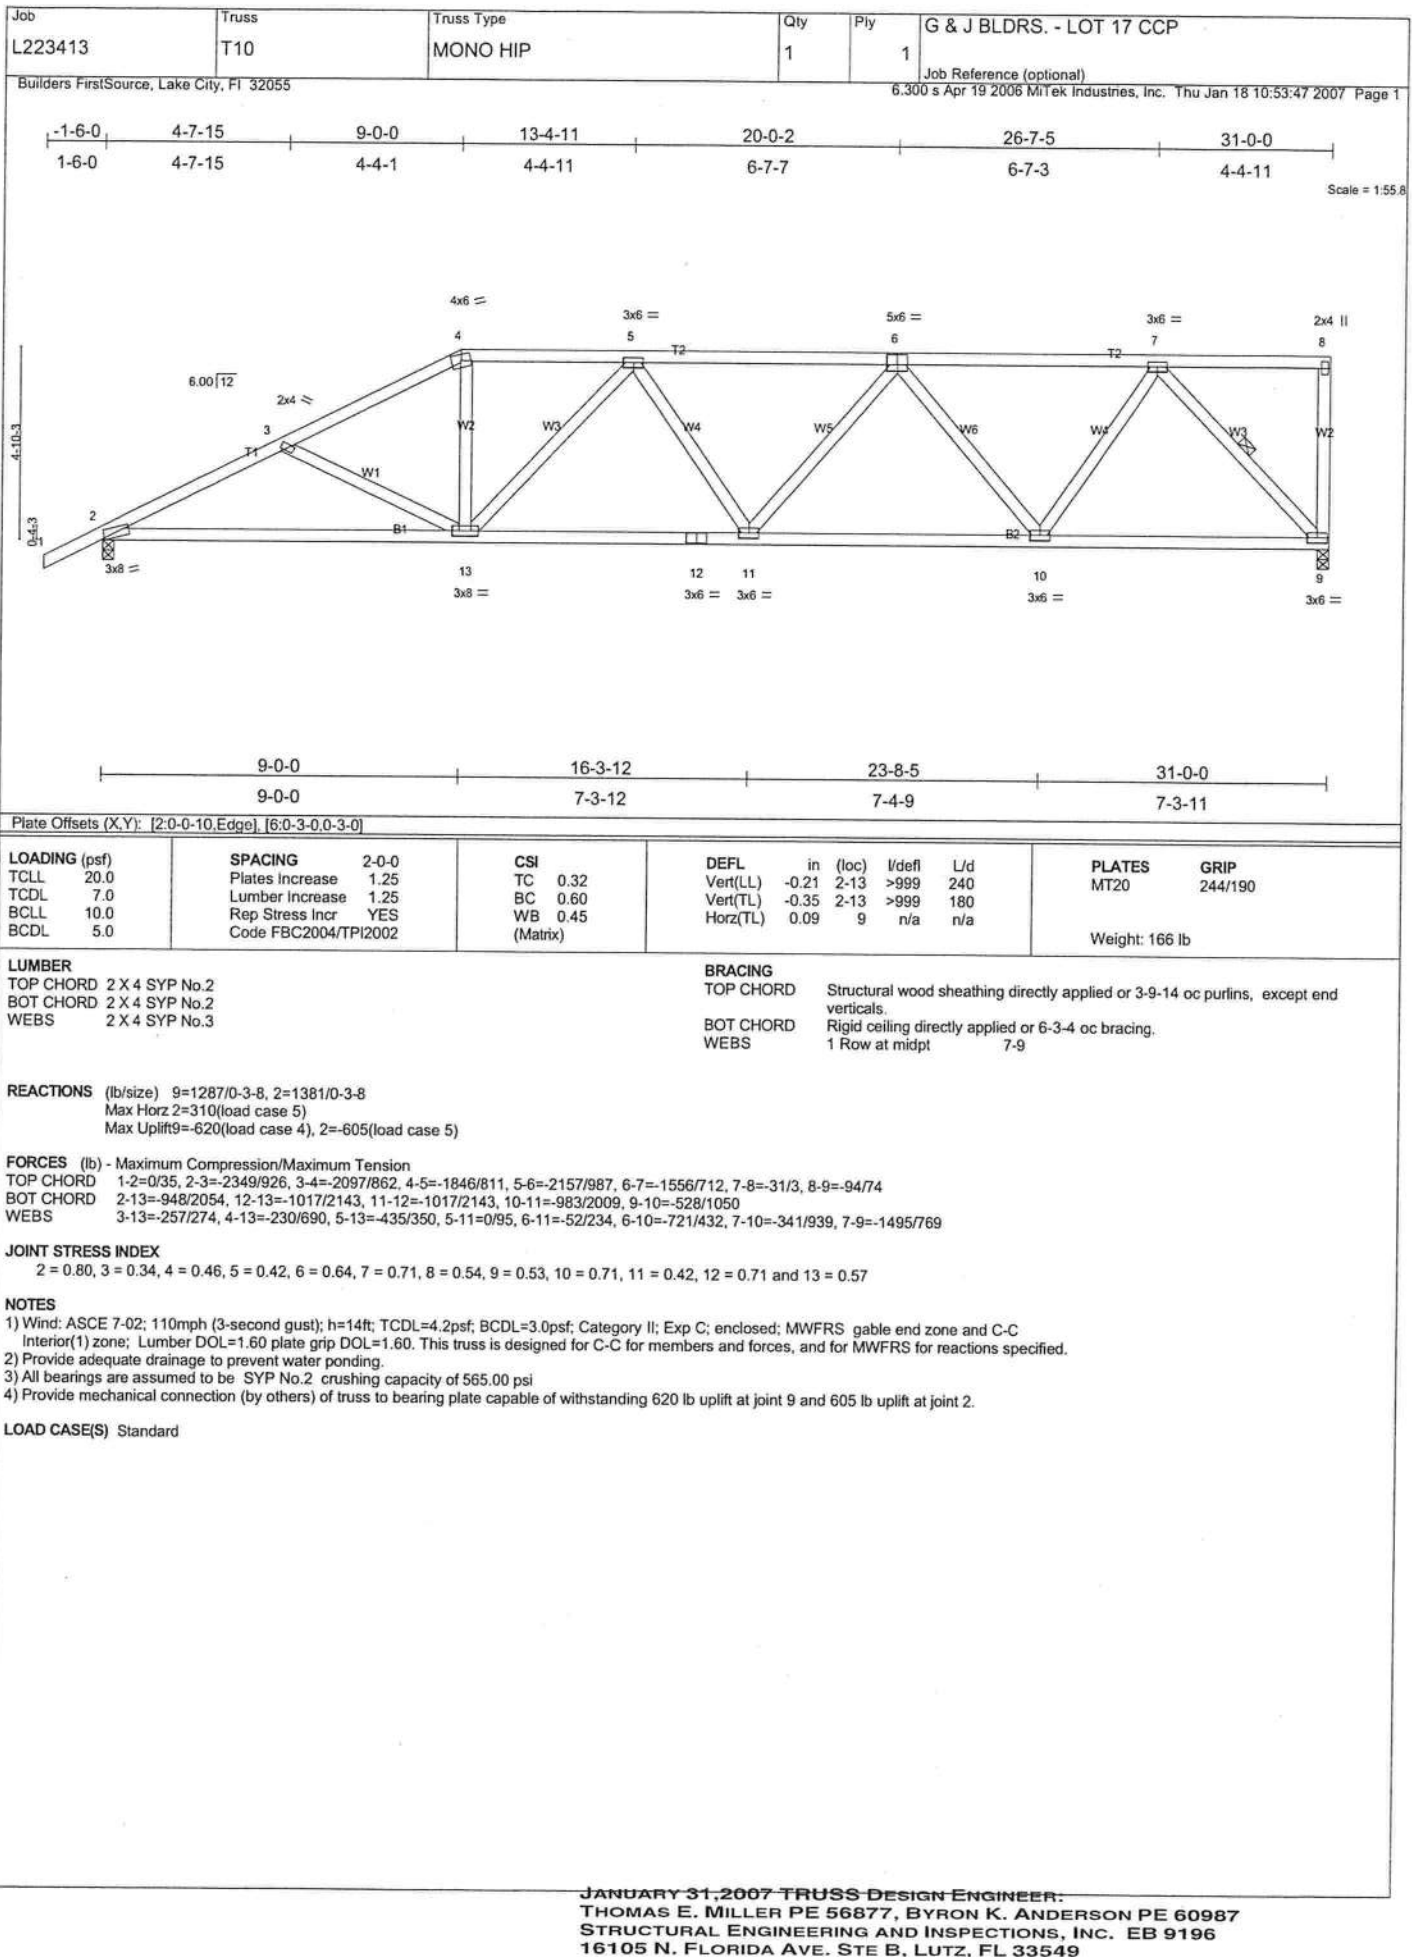 Job Truss Truss Type Qty Ply G & J BLDRS. - LOT 17 CCP
L223413 T10 MONO HIP 1 1
Job Reference (optional)
Builders FirstSource, Lake City, Fl 32055 6.300 s Apr 19 2006 MiTek Industries, Inc. Thu Jan 18 10:53:47 2007 Page 1
-1-6-0 4-7-15 9-0-0 13-4-11 20-0-2 26-7-5 31-0-0
1-6-0 4-7-15 4-4-1 4-4-11 6-7-7 6-7-3 4-4-11
Scale = 1:55.8
4x6 =
3x6 = 5x6 = 3x6 = 2x4 II
4 5 6 7 8
T2 T2
6.00 12
2x4 =
3
T1 W1 W2 W3 W4 W5 W6 W4 W3 W2
4-10-3
0-4-3
2
1
B1 B2
3x8 =
13 12 11 10 9
3x8 = 3x6 = 3x6 = 3x6 = 3x6 =
9-0-0 16-3-12 23-8-5 31-0-0
9-0-0 7-3-12 7-4-9 7-3-11
Plate Offsets (X,Y): [2:0-0-10,Edge], [6:0-3-0,0-3-0]
LOADING (psf) SPACING 2-0-0 CSI DEFL in (loc) l/defl L/d PLATES GRIP
TCLL 20.0 Plates Increase 1.25 TC 0.32 Vert(LL) -0.21 2-13 >999 240 MT20 244/190
TCDL 7.0 Lumber Increase 1.25 BC 0.60 Vert(TL) -0.35 2-13 >999 180
BCLL 10.0 Rep Stress Incr YES WB 0.45 Horz(TL) 0.09 9 n/a n/a
BCDL 5.0 Code FBC2004/TPI2002 (Matrix) Weight: 166 lb
LUMBER
TOP CHORD 2 X 4 SYP No.2
BOT CHORD 2 X 4 SYP No.2
WEBS 2 X 4 SYP No.3
BRACING
TOP CHORD Structural wood sheathing directly applied or 3-9-14 oc purlins, except end
verticals.
BOT CHORD Rigid ceiling directly applied or 6-3-4 oc bracing.
WEBS 1 Row at midpt 7-9
REACTIONS (lb/size) 9=1287/0-3-8, 2=1381/0-3-8
Max Horz 2=310(load case 5)
Max Uplift9=-620(load case 4), 2=-605(load case 5)
FORCES (lb) - Maximum Compression/Maximum Tension
TOP CHORD 1-2=0/35, 2-3=-2349/926, 3-4=-2097/862, 4-5=-1846/811, 5-6=-2157/987, 6-7=-1556/712, 7-8=-31/3, 8-9=-94/74
BOT CHORD 2-13=-948/2054, 12-13=-1017/2143, 11-12=-1017/2143, 10-11=-983/2009, 9-10=-528/1050
WEBS 3-13=-257/274, 4-13=-230/690, 5-13=-435/350, 5-11=0/95, 6-11=-52/234, 6-10=-721/432, 7-10=-341/939, 7-9=-1495/769
JOINT STRESS INDEX
2 = 0.80, 3 = 0.34, 4 = 0.46, 5 = 0.42, 6 = 0.64, 7 = 0.71, 8 = 0.54, 9 = 0.53, 10 = 0.71, 11 = 0.42, 12 = 0.71 and 13 = 0.57
NOTES
1) Wind: ASCE 7-02; 110mph (3-second gust); h=14ft; TCDL=4.2psf; BCDL=3.0psf; Category II; Exp C; enclosed; MWFRS gable end zone and C-C
Interior(1) zone; Lumber DOL=1.60 plate grip DOL=1.60. This truss is designed for C-C for members and forces, and for MWFRS for reactions specified.
2) Provide adequate drainage to prevent water ponding.
3) All bearings are assumed to be SYP No.2 crushing capacity of 565.00 psi
4) Provide mechanical connection (by others) of truss to bearing plate capable of withstanding 620 lb uplift at joint 9 and 605 lb uplift at joint 2.
LOAD CASE(S) Standard
JANUARY 31,2007 TRUSS DESIGN ENGINEER:
THOMAS E. MILLER PE 56877, BYRON K. ANDERSON PE 60987
STRUCTURAL ENGINEERING AND INSPECTIONS, INC. EB 9196
16105 N. FLORIDA AVE. STE B, LUTZ, FL 33549